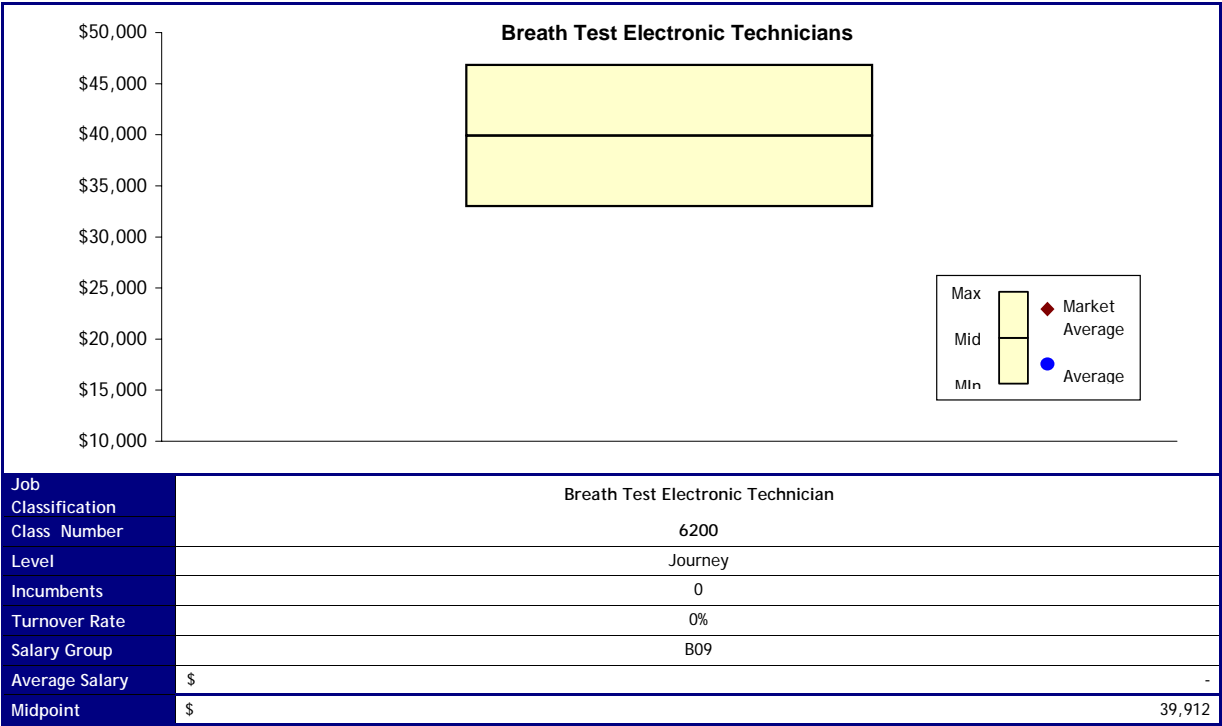 Breath Test Electronic Technicians
$50,000
$45,000
$40,000
$35,000
$30,000
$25,000
$20,000
$15,000
$10,000
Max
Mid
MIn
Market
Average
Average
Job
Classification
Breath Test Electronic Technician
Class Number 6200
Level Journey
Incumbents 0
Turnover Rate 0%
Salary Group B09
Average Salary $ -
Midpoint $ 39,912